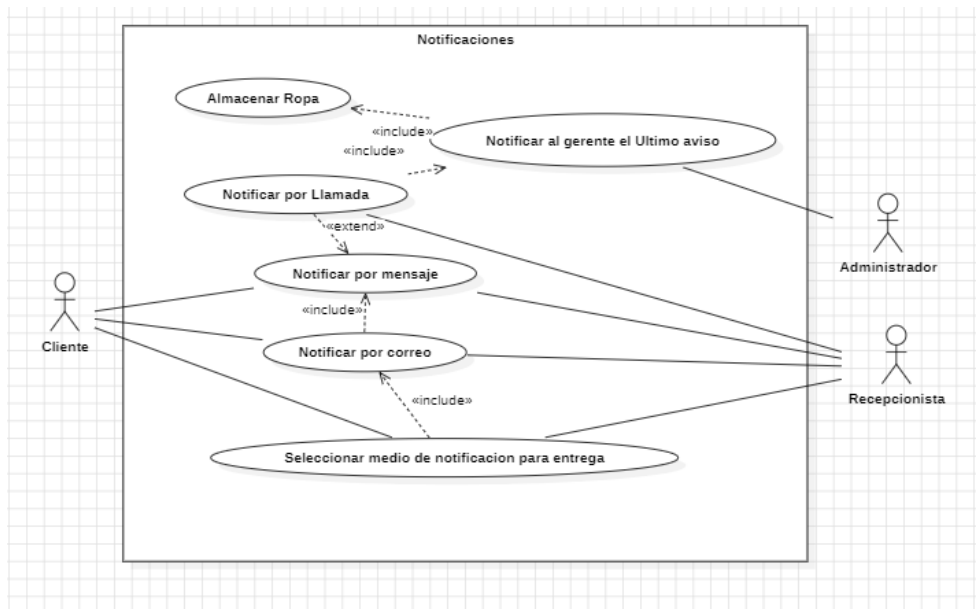 Notificaciones
Almacenar Ropa
«include»
Notificar al gerente el Ultimo aviso
«include»
Notificar por Llamada
«extend»
Notificar por mensaje
Administrador
«include»
Cliente
Notificar por correo
Recepcionista
«include»
Seleccionar medio de notificacion para entrega